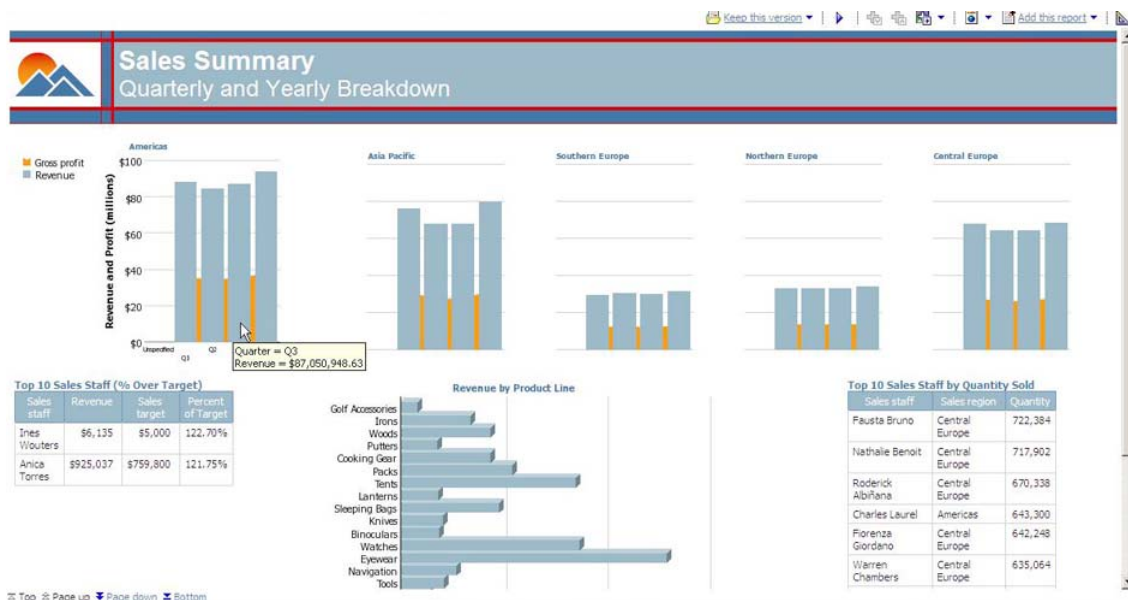 Keep this version
Add this report
Sales Summary
Quarterly and Yearly Breakdown
Gross profit
Revenue
Revenue and Profit (millions)
Americas
$100
$80
$60
$40
$20
$0
Unspecified
Q1
Q2
Quarter = Q3
Revenue = $87,050,948.63
Asia Pacific
Southern Europe
Northern Europe
Central Europe
Top 10 Sales Staff (% Over Target)
Sales staff Revenue Sales target Percent of Target
Ines Wouters $6,135 $5,000 122.70%
Anica Torres $925,037 $759,800 121.75%
Revenue by Product Line
Golf Accessories
Irons
Woods
Putters
Cooking Gear
Packs
Tents
Lanterns
Sleeping Bags
Knives
Binoculars
Watches
Eyewear
Navigation
Tools
Top 10 Sales Staff by Quantity Sold
Sales staff Sales region Quantity
Fausta Bruno Central Europe 722,384
Nathalie Benoit Central Europe 717,902
Roderick Albiñana Central Europe 670,338
Charles Laurel Americas 643,300
Fiorenza Giordano Central Europe 642,248
Warren Chambers Central Europe 635,064
Top Page up Page down Bottom